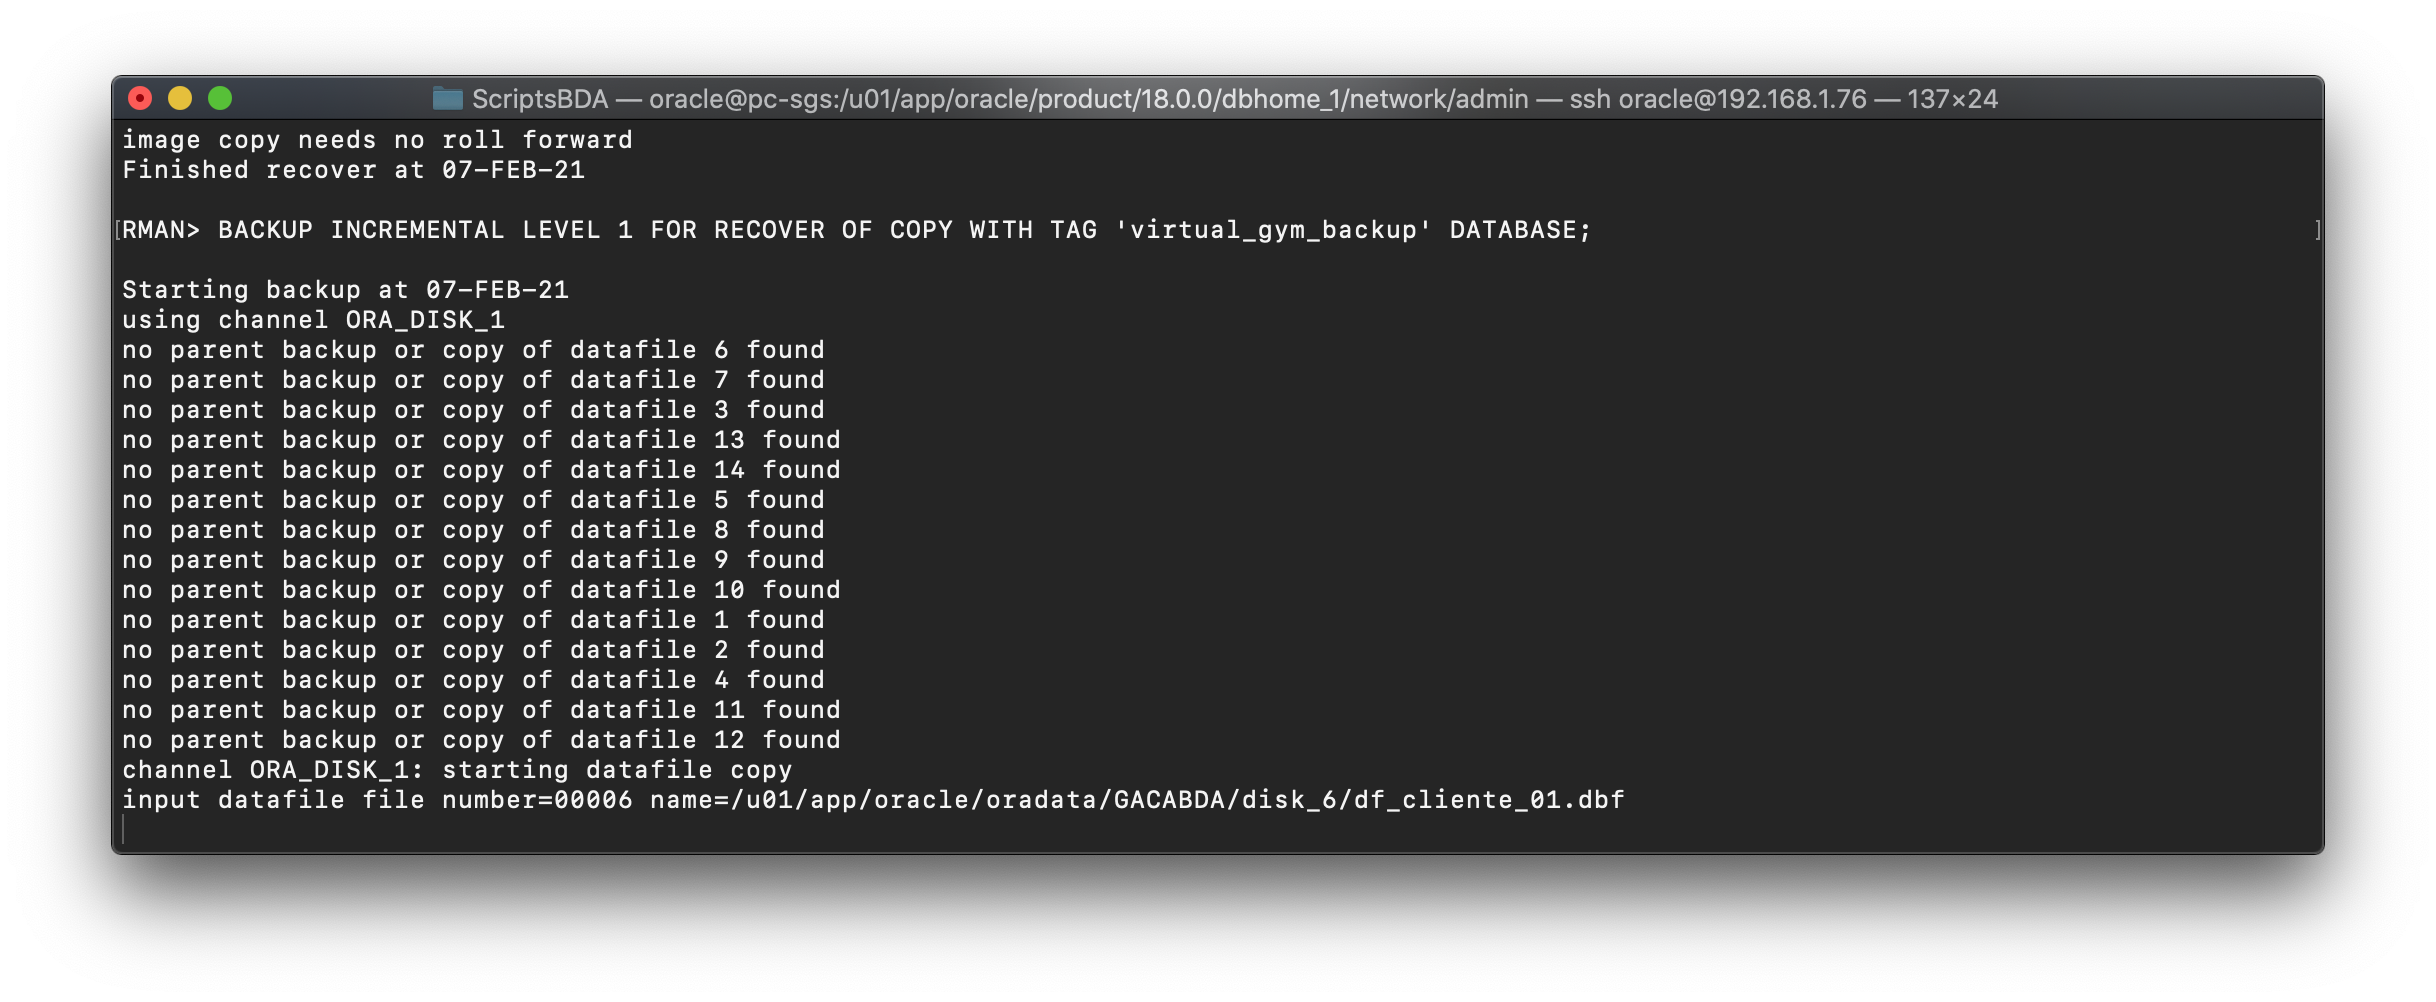 ScriptsBDA — oracle@pc-sgs:/u01/app/oracle/product/18.0.0/dbhome_1/network/admin — ssh oracle@192.168.1.76 — 137×24
image copy needs no roll forward
Finished recover at 07-FEB-21
[RMAN> BACKUP INCREMENTAL LEVEL 1 FOR RECOVER OF COPY WITH TAG 'virtual_gym_backup' DATABASE; ]
Starting backup at 07-FEB-21
using channel ORA_DISK_1
no parent backup or copy of datafile 6 found
no parent backup or copy of datafile 7 found
no parent backup or copy of datafile 3 found
no parent backup or copy of datafile 13 found
no parent backup or copy of datafile 14 found
no parent backup or copy of datafile 5 found
no parent backup or copy of datafile 8 found
no parent backup or copy of datafile 9 found
no parent backup or copy of datafile 10 found
no parent backup or copy of datafile 1 found
no parent backup or copy of datafile 2 found
no parent backup or copy of datafile 4 found
no parent backup or copy of datafile 11 found
no parent backup or copy of datafile 12 found
channel ORA_DISK_1: starting datafile copy
input datafile file number=00006 name=/u01/app/oracle/oradata/GACABDA/disk_6/df_cliente_01.dbf